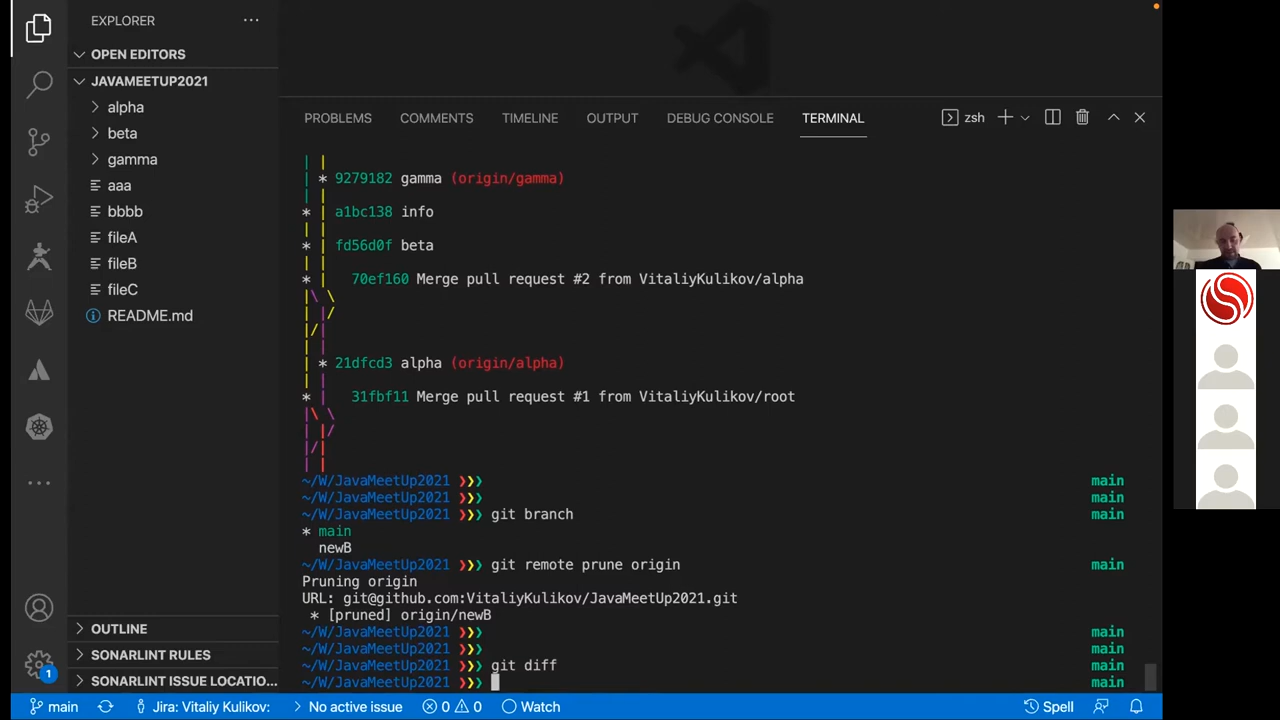 EXPLORER
OPEN EDITORS
JAVAMEETUP2021
alpha
beta
gamma
aaa
bbbb
fileA
fileB
fileC
README.md
OUTLINE
SONARLINT RULES
SONARLINT ISSUE LOCATIO...
PROBLEMS COMMENTS TIMELINE OUTPUT DEBUG CONSOLE TERMINAL zsh
* 9279182 gamma (origin/gamma)
* a1bc138 info
* fd56d0f beta
* 70ef160 Merge pull request #2 from VitaliyKulikov/alpha
* 21dfcd3 alpha (origin/alpha)
* 31fbf11 Merge pull request #1 from VitaliyKulikov/root
~/W/JavaMeetUp2021 ❯❯❯ main
~/W/JavaMeetUp2021 ❯❯❯ main
~/W/JavaMeetUp2021 ❯❯❯ git branch main
* main
newB
~/W/JavaMeetUp2021 ❯❯❯ git remote prune origin main
Pruning origin
URL: git@github.com:VitaliyKulikov/JavaMeetUp2021.git
* [pruned] origin/newB
~/W/JavaMeetUp2021 ❯❯❯ main
~/W/JavaMeetUp2021 ❯❯❯ main
~/W/JavaMeetUp2021 ❯❯❯ git diff main
~/W/JavaMeetUp2021 ❯❯❯ main
1
main Jira: Vitaliy Kulikov: No active issue 0 0 Watch Spell